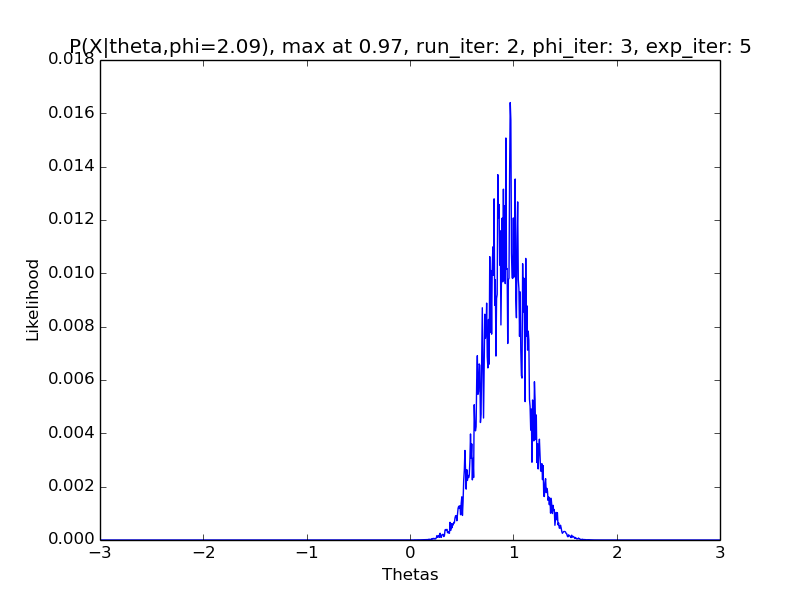 P(X|theta,phi=2.09), max at 0.97, run_iter: 2, phi_iter: 3, exp_iter: 5
0.018
0.016
0.014
0.012
0.010
0.008
0.006
0.004
0.002
0.000
Likelihood
−3 −2 −1 0 1 2 3
Thetas